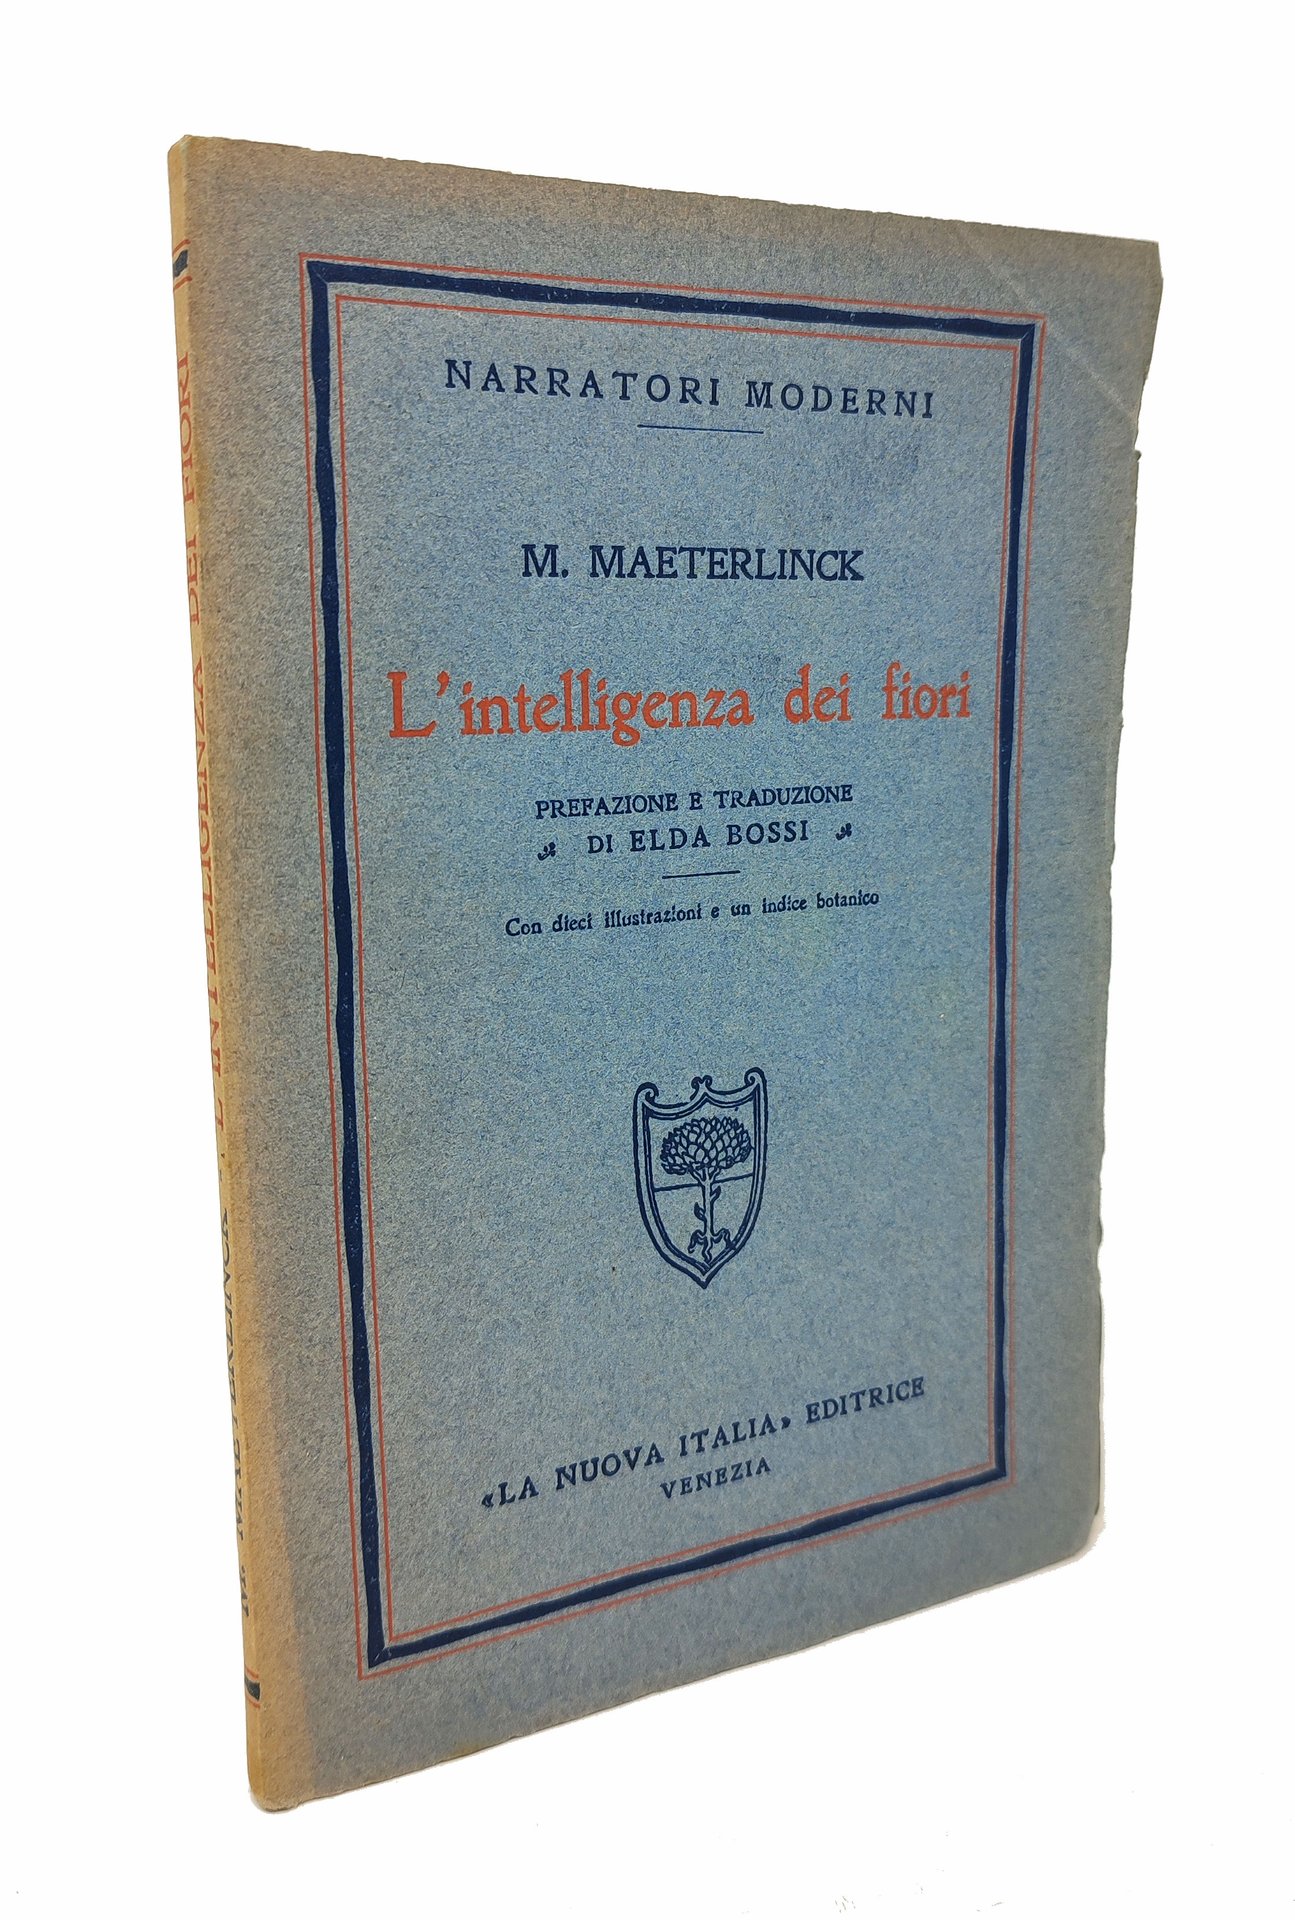 NARRATORI MODERNI
M. MAETERLINCK
L'intelligenza dei fiori
PREFAZIONE E TRADUZIONE
DI ELDA BOSSI
Con dieci illustrazioni e un indice botanico
«LA NUOVA ITALIA» EDITRICE
VENEZIA
M. MAETERLINCK - L'INTELLIGENZA DEI FIORI